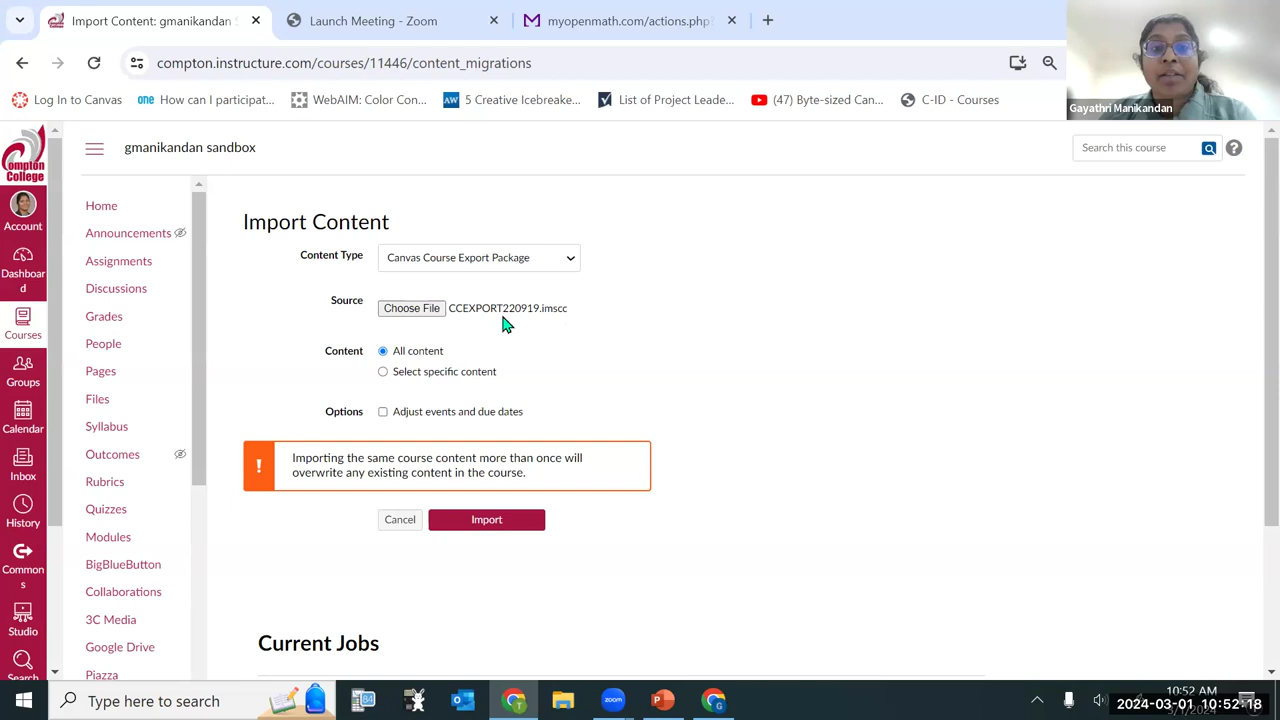 Import Content: gmanikandan
Launch Meeting - Zoom
myopenmath.com/actions.php
compton.instructure.com/courses/11446/content_migrations
Log In to Canvas
one How can I participat...
WebAIM: Color Con...
AW 5 Creative Icebreake...
List of Project Leade...
(47) Byte-sized Can...
C-ID - Courses
Gayathri Manikandan
Compton
College
Account
Dashboar
d
Courses
Groups
Calendar
Inbox
History
Common
s
Studio
Search
gmanikandan sandbox
Search this course
Home
Announcements
Assignments
Discussions
Grades
People
Pages
Files
Syllabus
Outcomes
Rubrics
Quizzes
Modules
BigBlueButton
Collaborations
3C Media
Google Drive
Piazza
Import Content
Content Type
Canvas Course Export Package
Source
Choose File CCEXPORT220919.imscc
Content
All content
Select specific content
Options
Adjust events and due dates
! Importing the same course content more than once will
overwrite any existing content in the course.
Cancel
Import
Current Jobs
Type here to search
10:52 AM
2024-03-01 10:52:18